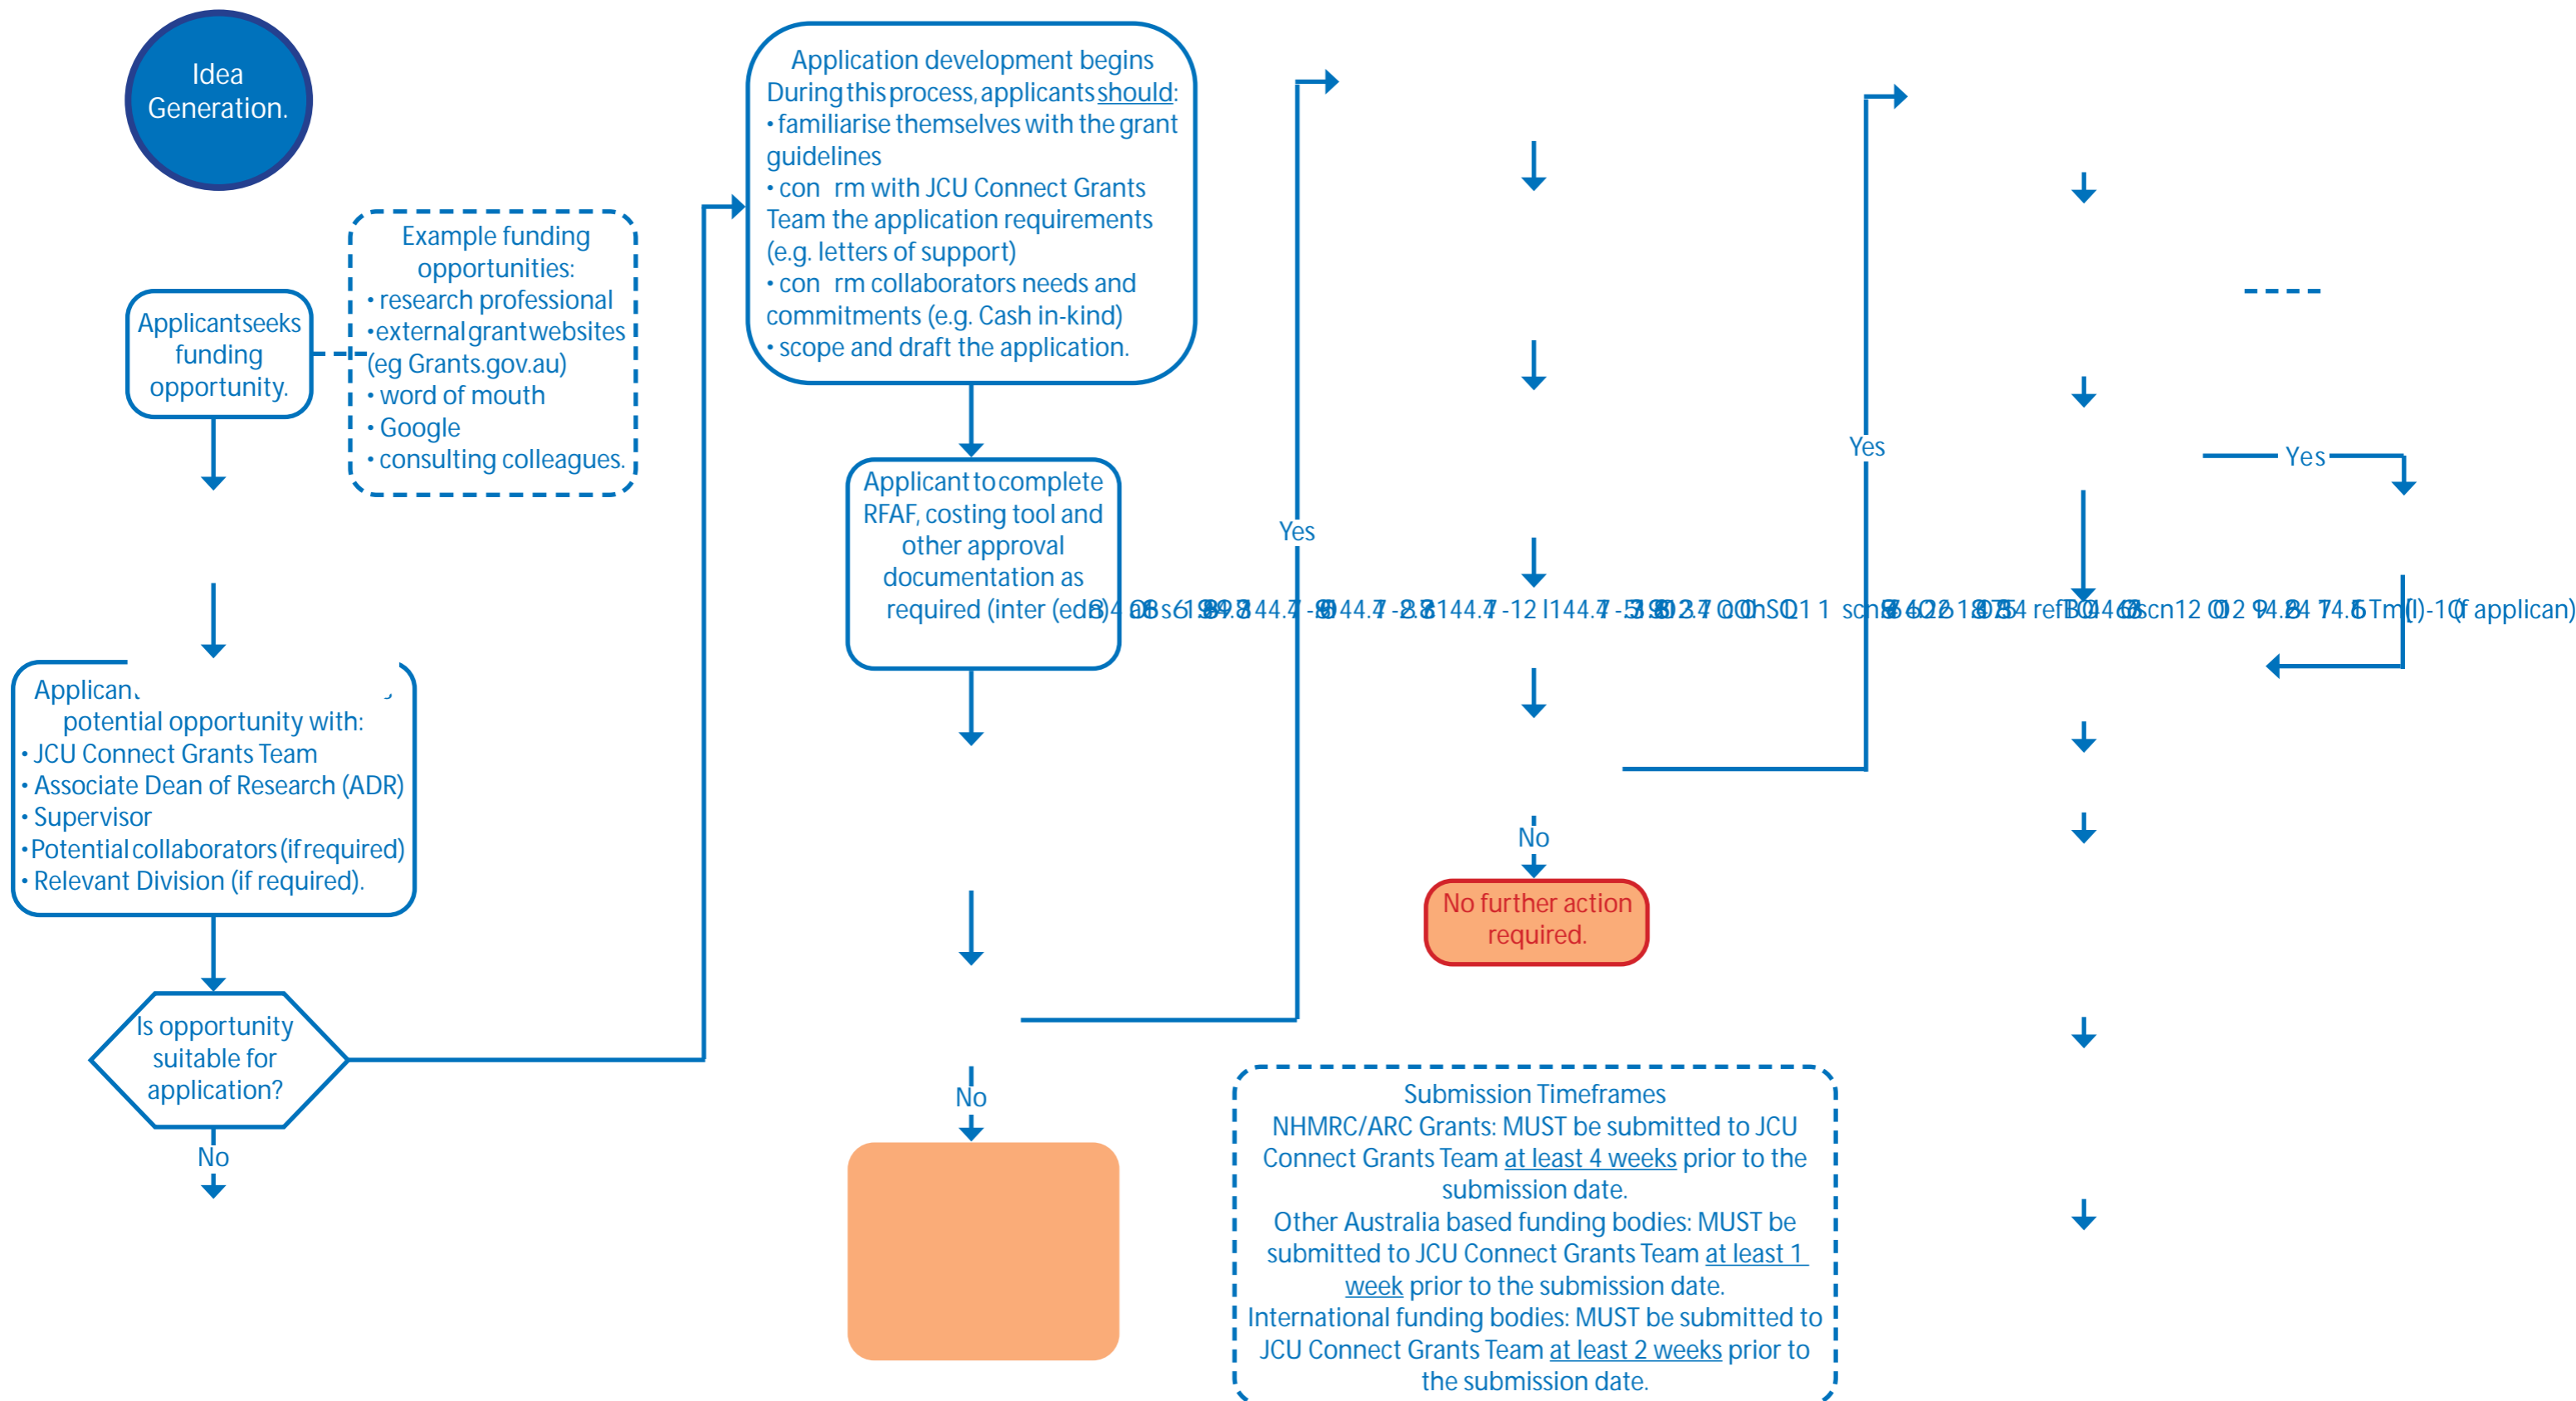 Idea
Generation.
Applicant seeks
funding
opportunity.
Example funding
opportunities:
• research professional
• external grant websites
(eg Grants.gov.au)
• word of mouth
• Google
• consulting colleagues.
potential opportunity with:
• JCU Connect Grants Team
• Associate Dean of Research (ADR)
• Supervisor
• Potential collaborators (if required)
• Relevant Division (if required).
Is opportunity
suitable for
application?
No
Application development begins
During this process, applicants should:
• familiarise themselves with the grant
guidelines
• con rm with JCU Connect Grants
Team the application requirements
(e.g. letters of support)
• con rm collaborators needs and
commitments (e.g. Cash in-kind)
• scope and draft the application.
Applicant to complete
RFAF, costing tool and
other approval
documentation as
required (inter
No
Yes
No
No further action
required.
Yes
Yes
Submission Timeframes
NHMRC/ARC Grants: MUST be submitted to JCU
Connect Grants Team at least 4 weeks prior to the
submission date.
Other Australia based funding bodies: MUST be
submitted to JCU Connect Grants Team at least 1
week prior to the submission date.
International funding bodies: MUST be submitted to
JCU Connect Grants Team at least 2 weeks prior to
the submission date.